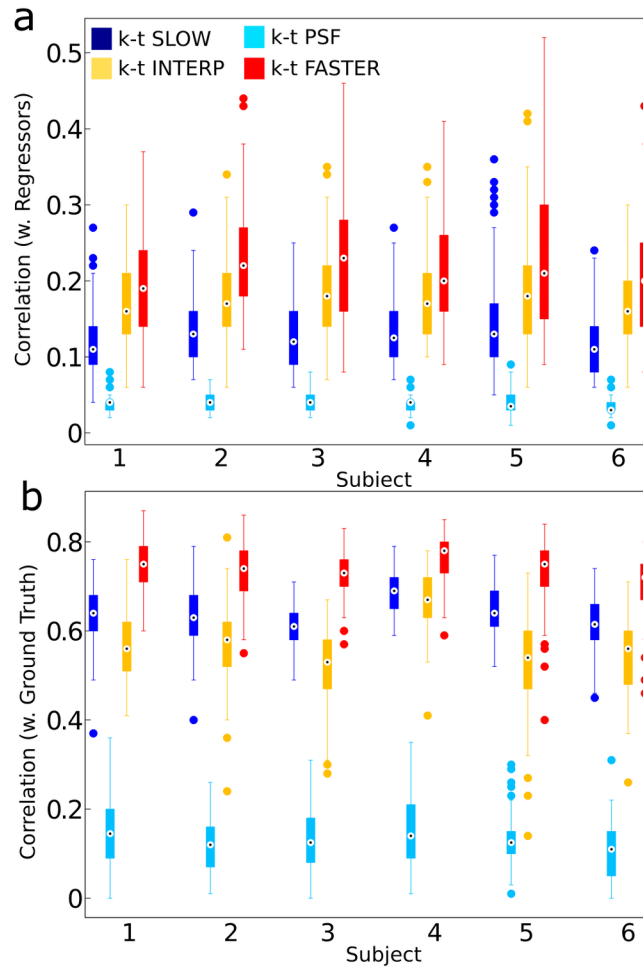 a
k-t SLOW k-t PSF
k-t INTERP k-t FASTER
Correlation (w. Regressors)
0.5
0.4
0.3
0.2
0.1
0
1 2 3 4 5 6
Subject
b
Correlation (w. Ground Truth)
0.8
0.6
0.4
0.2
0
1 2 3 4 5 6
Subject